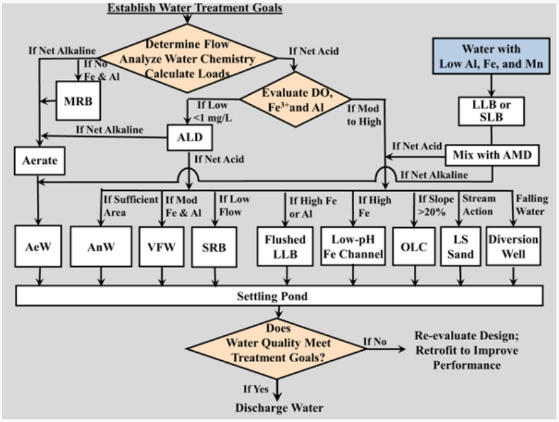 Establish Water Treatment Goals
If Net Alkaline
Determine Flow
Analyze Water Chemistry
Calculate Loads
If Net Acid
If No
Fe & Al
MRB
Evaluate DO,
Fe3+and Al
Water with
Low Al, Fe, and Mn
If Low
<1 mg/L
If Mod
to High
LLB or
SLB
If Net Alkaline
ALD
Aerate
If Net Acid
If Net Acid
Mix with AMD
If Net Alkaline
If Sufficient
Area
If Mod
Fe & Al
If Low
Flow
If High Fe
or Al
If High
Fe
If Slope
>20%
Stream
Action
Falling
Water
AeW
AnW
VFW
SRB
Flushed
LLB
Low-pH
Fe Channel
OLC
LS
Sand
Diversion
Well
Settling Pond
Does
Water Quality Meet
Treatment Goals?
If No
Re-evaluate Design;
Retrofit to Improve
Performance
If Yes
Discharge Water